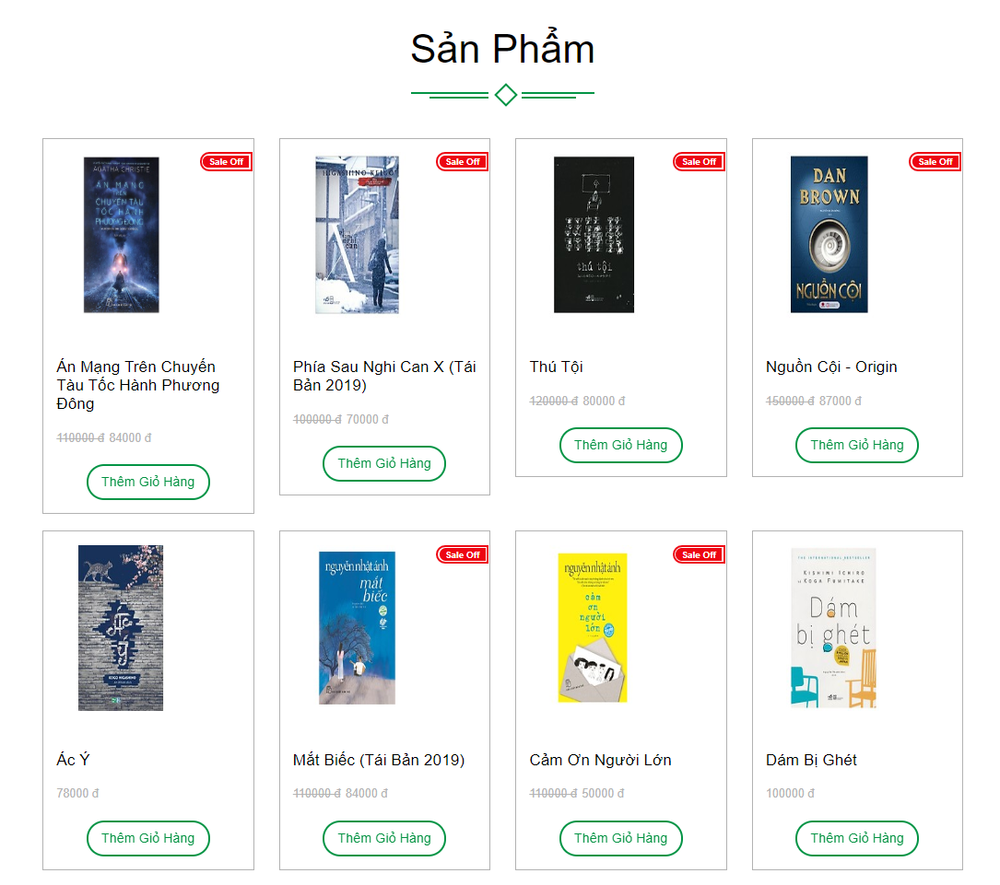 Sản Phẩm
Sale Off
AGATHA CHRISTIE
ÁN MẠNG
TRÊN
CHUYẾN TÀU
TỐC HÀNH
PHƯƠNG ĐÔNG
Án Mạng Trên Chuyến
Tàu Tốc Hành Phương
Đông
110000 đ 84000 đ
Thêm Giỏ Hàng
Sale Off
HIGASHINO KEIGO
Phía Sau Nghi Can X (Tái
Bản 2019)
100000 đ 70000 đ
Thêm Giỏ Hàng
Sale Off
thú tội
Thú Tội
120000 đ 80000 đ
Thêm Giỏ Hàng
Sale Off
DAN
BROWN
NGUỒN CỘI
Nguồn Cội - Origin
150000 đ 87000 đ
Thêm Giỏ Hàng
Ác
Ý
KEIGO HIGASHINO
Ác Ý
78000 đ
Thêm Giỏ Hàng
Sale Off
nguyễn nhật ánh
mắt
biếc
Mắt Biếc (Tái Bản 2019)
110000 đ 84000 đ
Thêm Giỏ Hàng
Sale Off
nguyễn nhật ánh
cảm
ơn
người
lớn
Cảm Ơn Người Lớn
110000 đ 50000 đ
Thêm Giỏ Hàng
THE INTERNATIONAL BESTSELLER
KISHIMI ICHIRO
KOGA FUMITAKE
Dám
bị ghét
Dám Bị Ghét
100000 đ
Thêm Giỏ Hàng